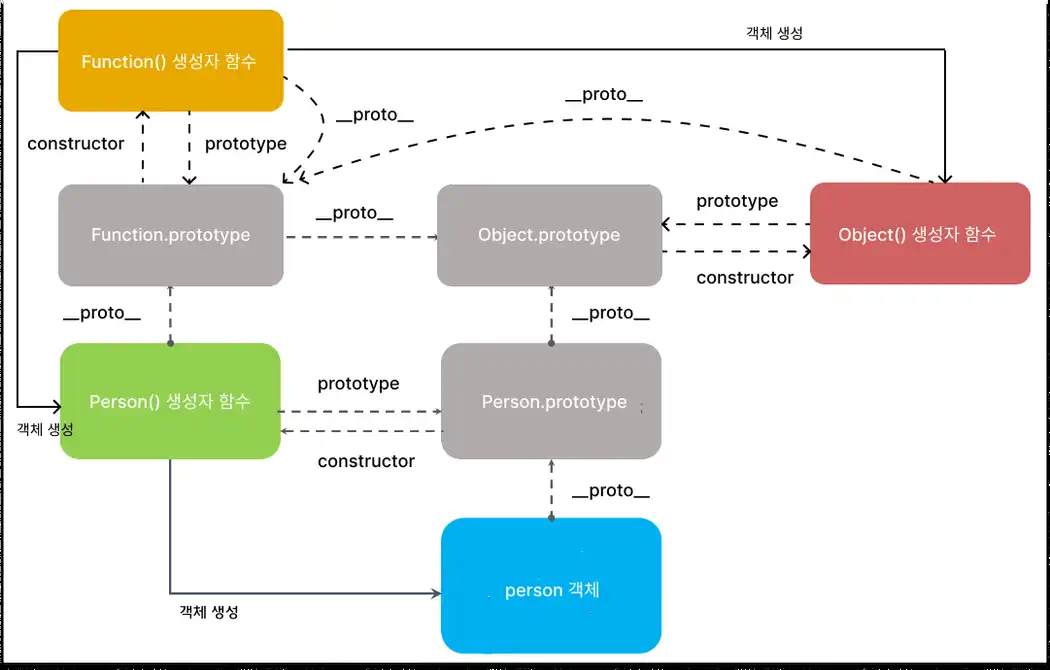 객체 생성
Function() 생성자 함수
__proto__
__proto__
constructor
prototype
prototype
__proto__
Function.prototype
Object.prototype
Object() 생성자 함수
constructor
__proto__
__proto__
prototype
Person() 생성자 함수
Person.prototype
객체 생성
constructor
__proto__
person 객체
객체 생성